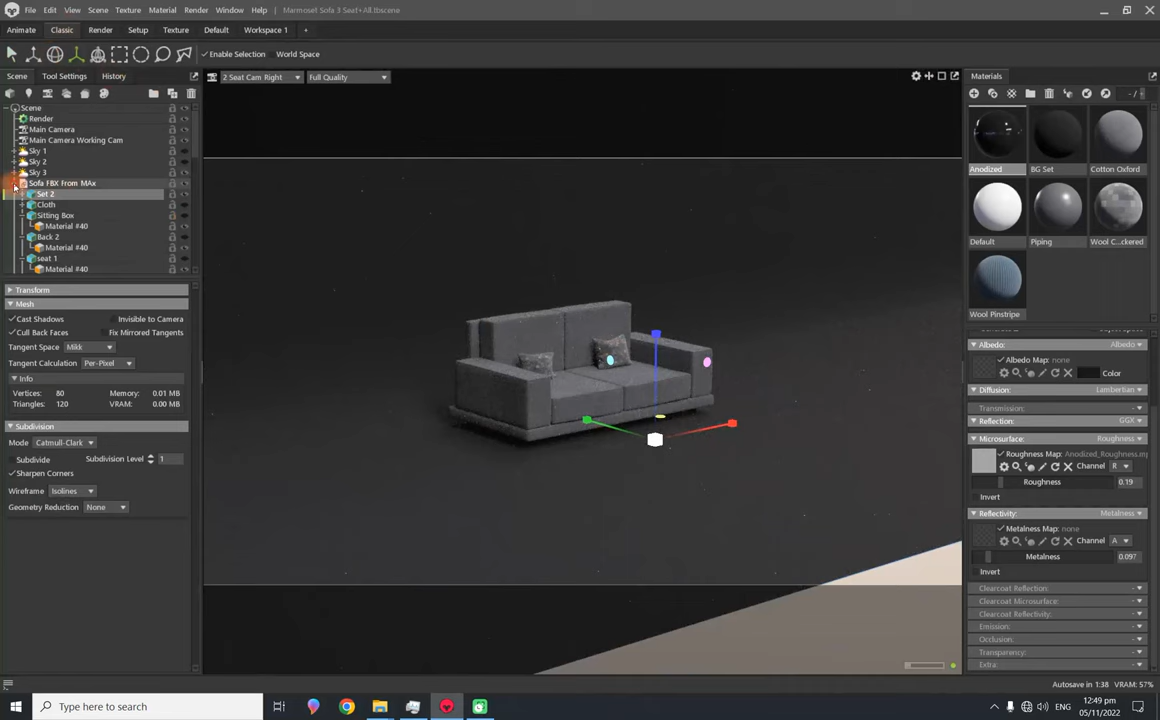 File Edit View Scene Texture Material Render Window Help Marmoset Sofa 3 Seat+All.tbscene
Animate Classic Render Setup Texture Default Workspace 1 +
Enable Selection World Space
Scene Tool Settings History
2 Seat Cam Right Full Quality
Materials
Scene
Render
Main Camera
Main Camera Working Cam
Sky 1
Sky 2
Sky 3
Sofa FBX From MAx
Set 2
Cloth
Sitting Box
Material #40
Back 2
Material #40
seat 1
Material #40
Transform
Mesh
Cast Shadows Invisible to Camera
Cull Back Faces Fix Mirrored Tangents
Tangent Space Mikk
Tangent Calculation Per-Pixel
Info
Vertices: 80 Memory: 0.01 MB
Triangles: 120 VRAM: 0.00 MB
Subdivision
Mode Catmull-Clark
Subdivide Subdivision Level 1
Sharpen Corners
Wireframe Isolines
Geometry Reduction None
Anodized BG Set Cotton Oxford
Default Piping Wool C...ckered
Wool Pinstripe
Albedo: Albedo
Albedo Map: none
Color
Diffusion: Lambertian
Transmission:
Reflection: GGX
Microsurface: Roughness
Roughness Map: Anodized_Roughness.m
Channel R
Roughness 0.19
Invert
Reflectivity: Metalness
Metalness Map: none
Channel A
Metalness 0.09?
Invert
Clearcoat Reflection:
Clearcoat Microsurface:
Clearcoat Reflectivity:
Emission:
Occlusion:
Transparency:
Extra:
Autosave in 1:38 VRAM: 57%
Type here to search
ENG
12:49 pm
05/11/2022